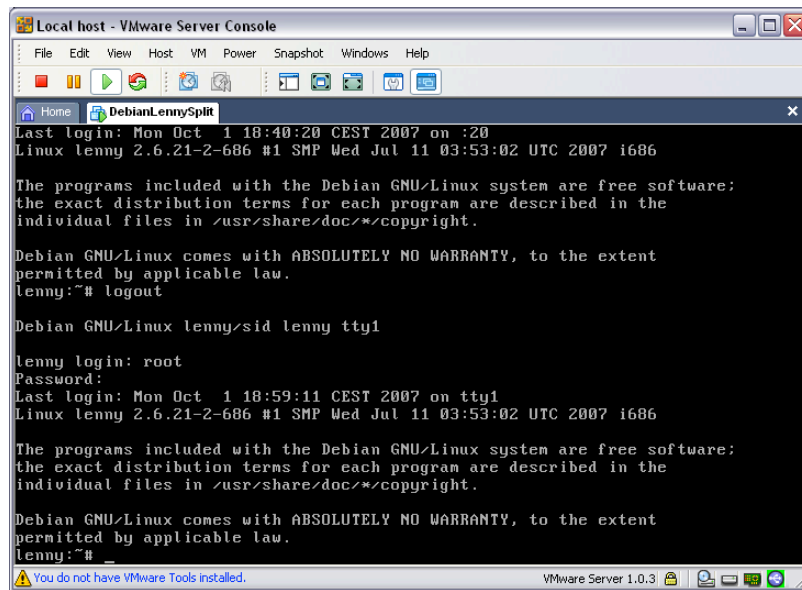 Local host - VMware Server Console
File Edit View Host VM Power Snapshot Windows Help
Home DebianLennySplit
Last login: Mon Oct  1 18:40:20 CEST 2007 on :20
Linux lenny 2.6.21-2-686 #1 SMP Wed Jul 11 03:53:02 UTC 2007 i686
The programs included with the Debian GNU/Linux system are free software;
the exact distribution terms for each program are described in the
individual files in /usr/share/doc/*/copyright.
Debian GNU/Linux comes with ABSOLUTELY NO WARRANTY, to the extent
permitted by applicable law.
lenny:~# logout
Debian GNU/Linux lenny/sid lenny tty1
lenny login: root
Password:
Last login: Mon Oct  1 18:59:11 CEST 2007 on tty1
Linux lenny 2.6.21-2-686 #1 SMP Wed Jul 11 03:53:02 UTC 2007 i686
The programs included with the Debian GNU/Linux system are free software;
the exact distribution terms for each program are described in the
individual files in /usr/share/doc/*/copyright.
Debian GNU/Linux comes with ABSOLUTELY NO WARRANTY, to the extent
permitted by applicable law.
lenny:~# _
You do not have VMware Tools installed. VMware Server 1.0.3